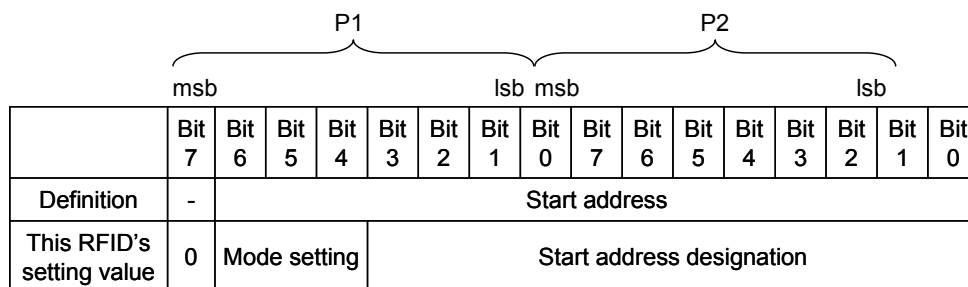 P1 P2
msb lsb msb lsb
Bit 7 Bit 6 Bit 5 Bit 4 Bit 3 Bit 2 Bit 1 Bit 0 Bit 7 Bit 6 Bit 5 Bit 4 Bit 3 Bit 2 Bit 1 Bit 0
Definition - Start address
This RFID's setting value 0 Mode setting Start address designation